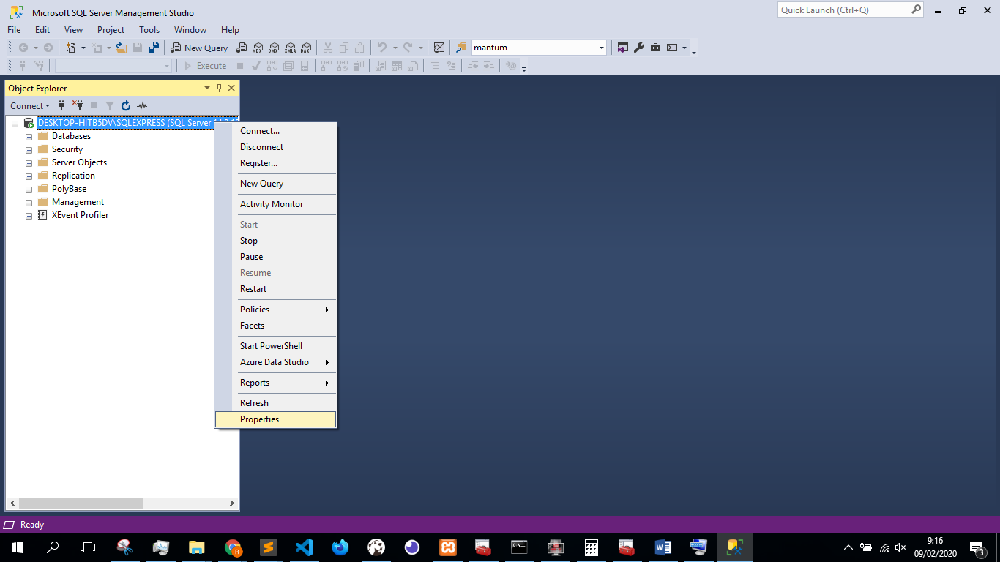 Microsoft SQL Server Management Studio
Quick Launch (Ctrl+Q)
File Edit View Project Tools Window Help
New Query MDX DMX XMLA DAX mantum
Execute
Object Explorer
Connect
DESKTOP-HITB5DV\SQLEXPRESS (SQL Server
Databases
Security
Server Objects
Replication
PolyBase
Management
XEvent Profiler
Connect...
Disconnect
Register...
New Query
Activity Monitor
Start
Stop
Pause
Resume
Restart
Policies
Facets
Start PowerShell
Azure Data Studio
Reports
Refresh
Properties
Ready
9:16
09/02/2020
3